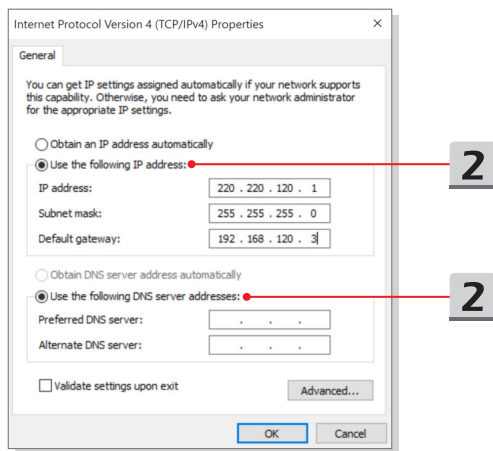 Internet Protocol Version 4 (TCP/IPv4) Properties
General
You can get IP settings assigned automatically if your network supports
this capability. Otherwise, you need to ask your network administrator
for the appropriate IP settings.
Obtain an IP address automatically
Use the following IP address:
2
IP address: 220 . 220 . 120 . 1
Subnet mask: 255 . 255 . 255 . 0
Default gateway: 192 . 168 . 120 . 3
Obtain DNS server address automatically
Use the following DNS server addresses:
2
Preferred DNS server: . . .
Alternate DNS server: . . .
Validate settings upon exit
Advanced...
OK Cancel